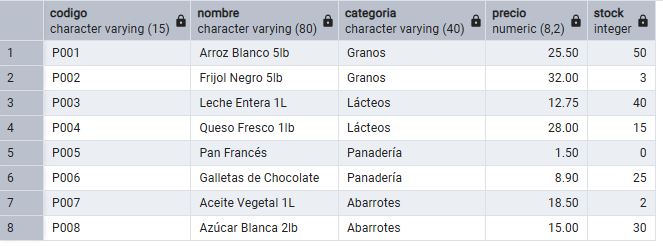 codigo nombre categoria precio stock
character varying (15) character varying (80) character varying (40) numeric (8,2) integer
1 P001 Arroz Blanco 5lb Granos 25.50 50
2 P002 Frijol Negro 5lb Granos 32.00 3
3 P003 Leche Entera 1L Lácteos 12.75 40
4 P004 Queso Fresco 1lb Lácteos 28.00 15
5 P005 Pan Francés Panadería 1.50 0
6 P006 Galletas de Chocolate Panadería 8.90 25
7 P007 Aceite Vegetal 1L Abarrotes 18.50 2
8 P008 Azúcar Blanca 2lb Abarrotes 15.00 30